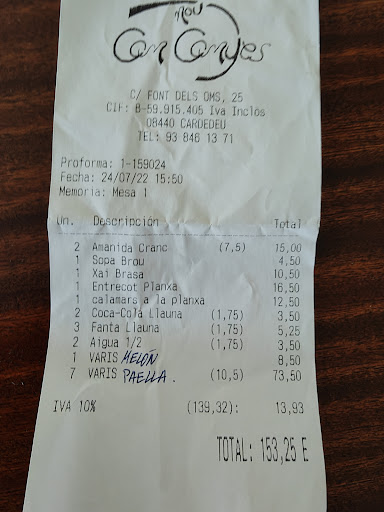 nou
Can Canyes
C/ FONT DELS OMS, 25
CIF: B-59.915.405 Iva Inclòs
08440 CARDEDEU
TEL: 93 846 13 71
Proforma: 1-159024
Fecha: 24/07/22 15:50
Memoria: Mesa 1
Un. Descripción Total
2 Amanida Cranc (7,5) 15,00
1 Sopa Brou 4,50
1 Xai Brasa 10,50
1 Entrecot Planxa 16,50
1 calamars a la planxa 12,50
2 Coca-Cola Llauna (1,75) 3,50
3 Fanta Llauna (1,75) 5,25
2 Aigua 1/2 (1,75) 3,50
1 VARIS MELÓN 8,50
7 VARIS PAELLA. (10,5) 73,50
IVA 10% (139,32): 13,93
TOTAL: 153,25 E